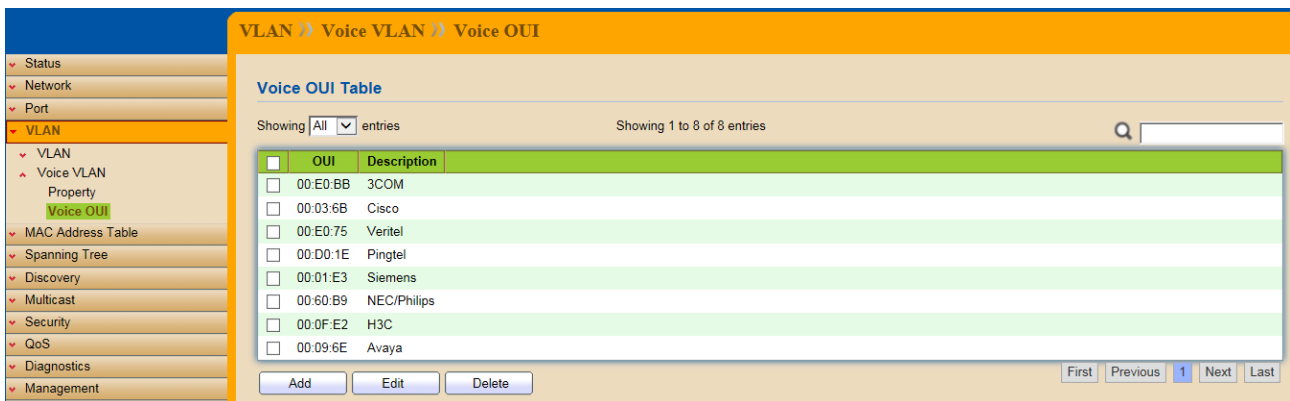 VLAN 》 Voice VLAN 》 Voice OUI
Status
Network
Port
VLAN
VLAN
Voice VLAN
Property
Voice OUI
MAC Address Table
Spanning Tree
Discovery
Multicast
Security
QoS
Diagnostics
Management
Voice OUI Table
Showing All entries Showing 1 to 8 of 8 entries
OUI Description
00:E0:BB 3COM
00:03:6B Cisco
00:E0:75 Veritel
00:D0:1E Pingtel
00:01:E3 Siemens
00:60:B9 NEC/Philips
00:0F:E2 H3C
00:09:6E Avaya
Add Edit Delete First Previous 1 Next Last